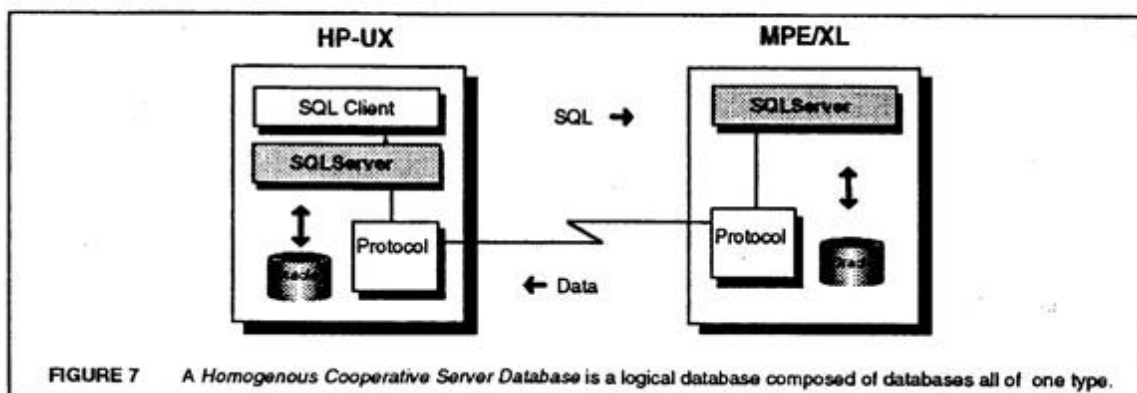 HP-UX
MPE/XL
SQL Client
SQLServer
SQL →
SQLServer
Protocol
Protocol
← Data
FIGURE 7 A Homogenous Cooperative Server Database is a logical database composed of databases all of one type.